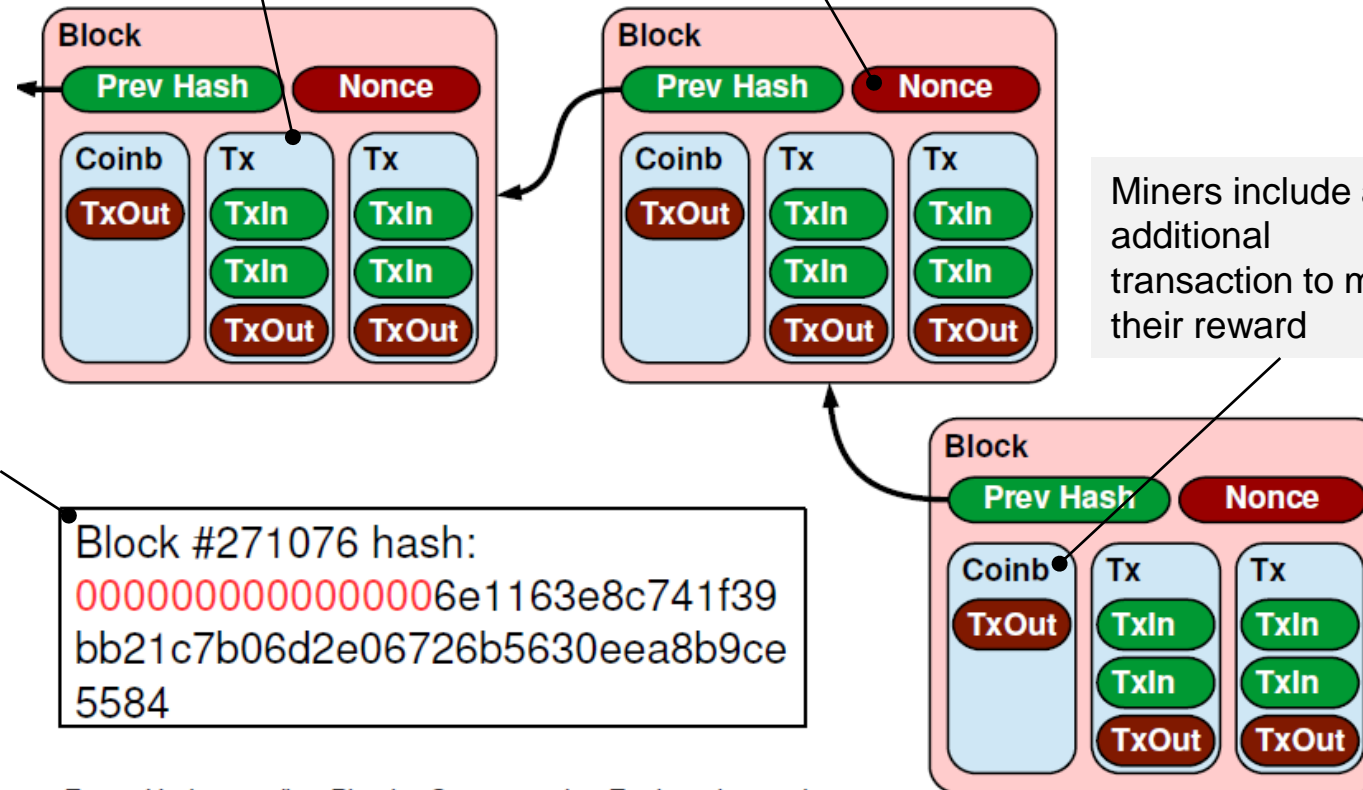 Block
Prev Hash Nonce
Coinb Tx Tx
TxOut TxIn TxIn
TxIn TxIn
TxOut TxOut
Block
Prev Hash Nonce
Coinb Tx Tx
TxOut TxIn TxIn
TxIn TxIn
TxOut TxOut
Miners include
additional
transaction to
their reward
Block #271076 hash:
0000000000000006e1163e8c741f39
bb21c7b06d2e06726b5630eea8b9ce
5584
Block
Prev Hash Nonce
Coinb Tx Tx
TxOut TxIn TxIn
TxIn TxIn
TxOut TxOut